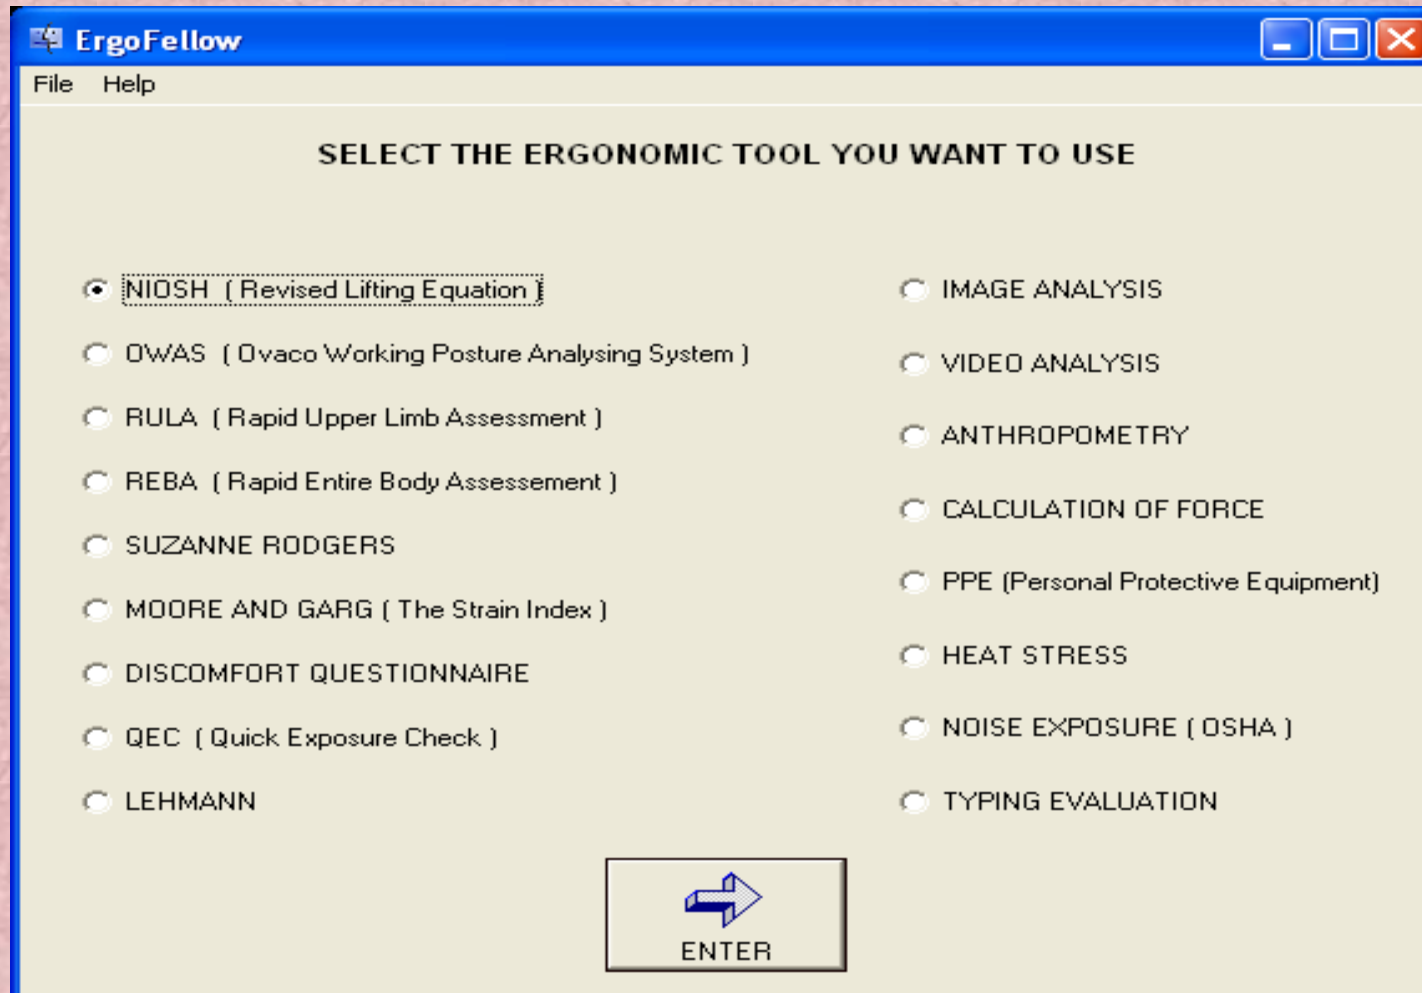 ErgoFellow
File Help
SELECT THE ERGONOMIC TOOL YOU WANT TO USE
NIOSH ( Revised Lifting Equation )
OWAS ( Ovaco Working Posture Analysing System )
RULA ( Rapid Upper Limb Assessment )
REBA ( Rapid Entire Body Assessement )
SUZANNE RODGERS
MOORE AND GARG ( The Strain Index )
DISCOMFORT QUESTIONNAIRE
QEC ( Quick Exposure Check )
LEHMANN
IMAGE ANALYSIS
VIDEO ANALYSIS
ANTHROPOMETRY
CALCULATION OF FORCE
PPE (Personal Protective Equipment)
HEAT STRESS
NOISE EXPOSURE ( OSHA )
TYPING EVALUATION
ENTER